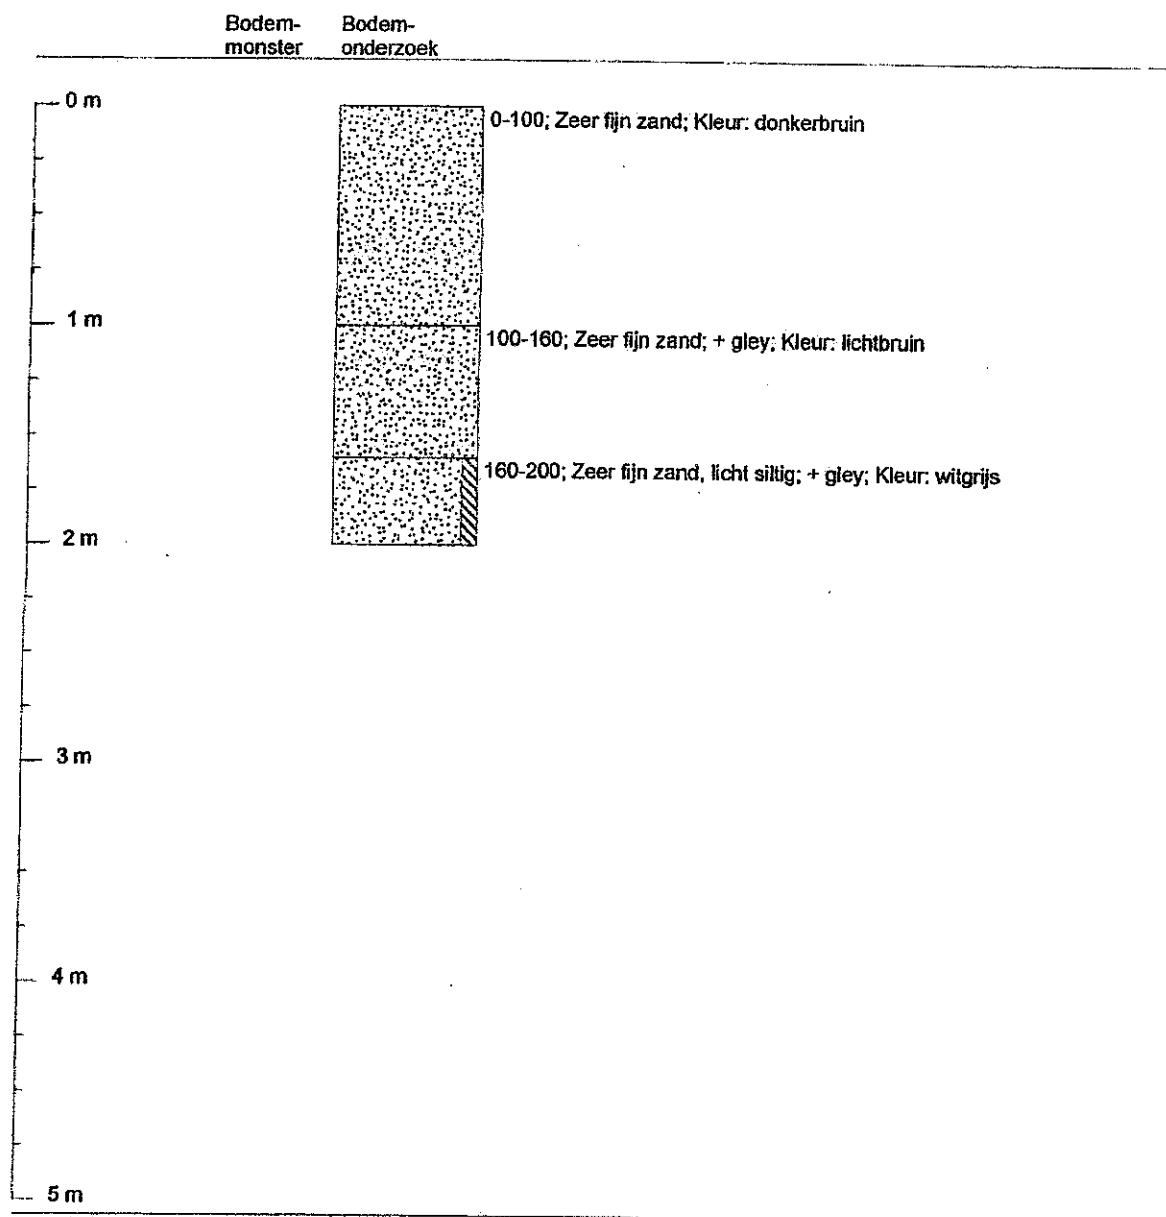 Bodem-
monster
Bodem-
onderzoek
0 m
0-100; Zeer fijn zand; Kleur: donkerbruin
1 m
100-160; Zeer fijn zand; + gley; Kleur: lichtbruin
160-200; Zeer fijn zand, licht siltig; + gley; Kleur: witgrijs
2 m
3 m
4 m
5 m